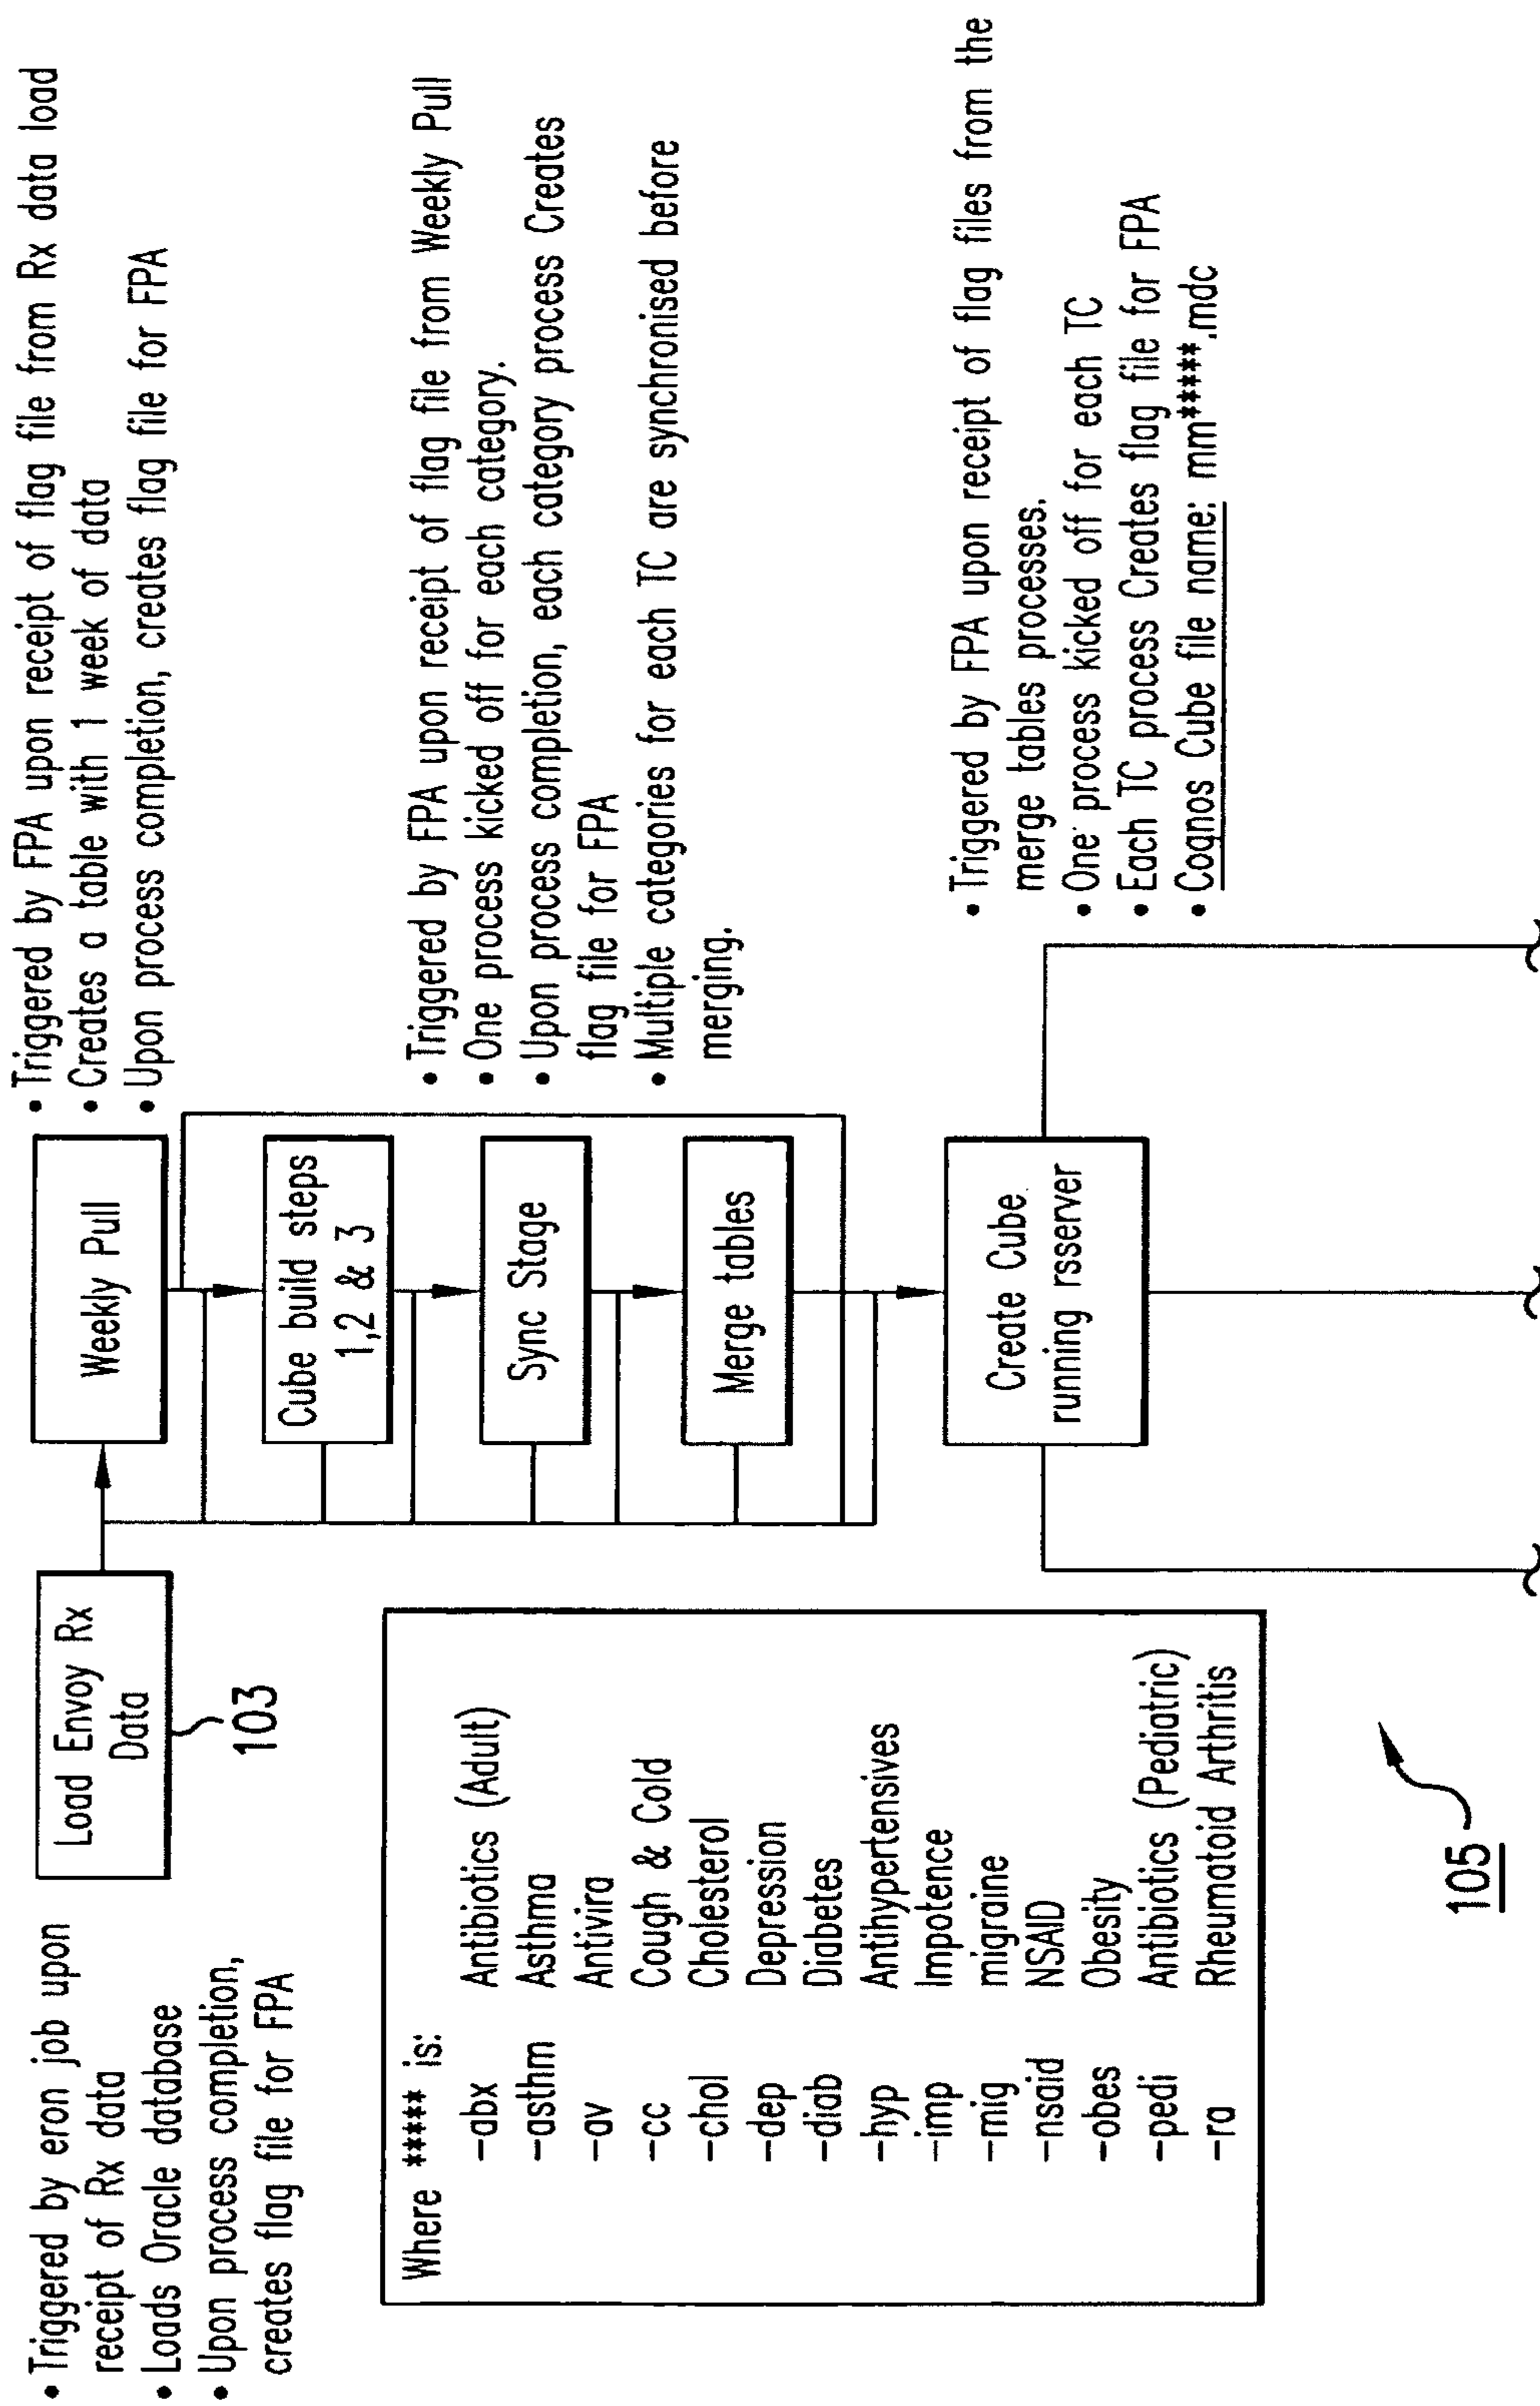 • Triggered by eron job upon
receipt of Rx data
• Loads Oracle database
• Upon process completion,
creates flag file for FPA
Load Envoy Rx
Data
103
Weekly Pull
• Triggered by FPA upon receipt of flag file from Rx data load
• Creates a table with 1 week of data
• Upon process completion, creates flag file for FPA
Cube build steps
1,2 & 3
Sync Stage
Merge tables
• Triggered by FPA upon receipt of flag file from Weekly Pull
• One process kicked off for each category.
• Upon process completion, each category process Creates
flag file for FPA
• Multiple categories for each TC are synchronised before
merging.
Where ***** is:
–abx Antibiotics (Adult)
–asthm Asthma
–av Antivira
–cc Cough & Cold
–chol Cholesterol
–dep Depression
–diab Diabetes
–hyp Antihypertensives
–imp Impotence
–mig migraine
–nsaid NSAID
–obes Obesity
–pedi Antibiotics (Pediatric)
–ra Rheumatoid Arthritis
Create Cube
running rsserver
• Triggered by FPA upon receipt of flag files from the
merge tables processes.
• One process kicked off for each TC
• Each TC process Creates flag file for FPA
• Cognos Cube file name: mm*****.mdc
105